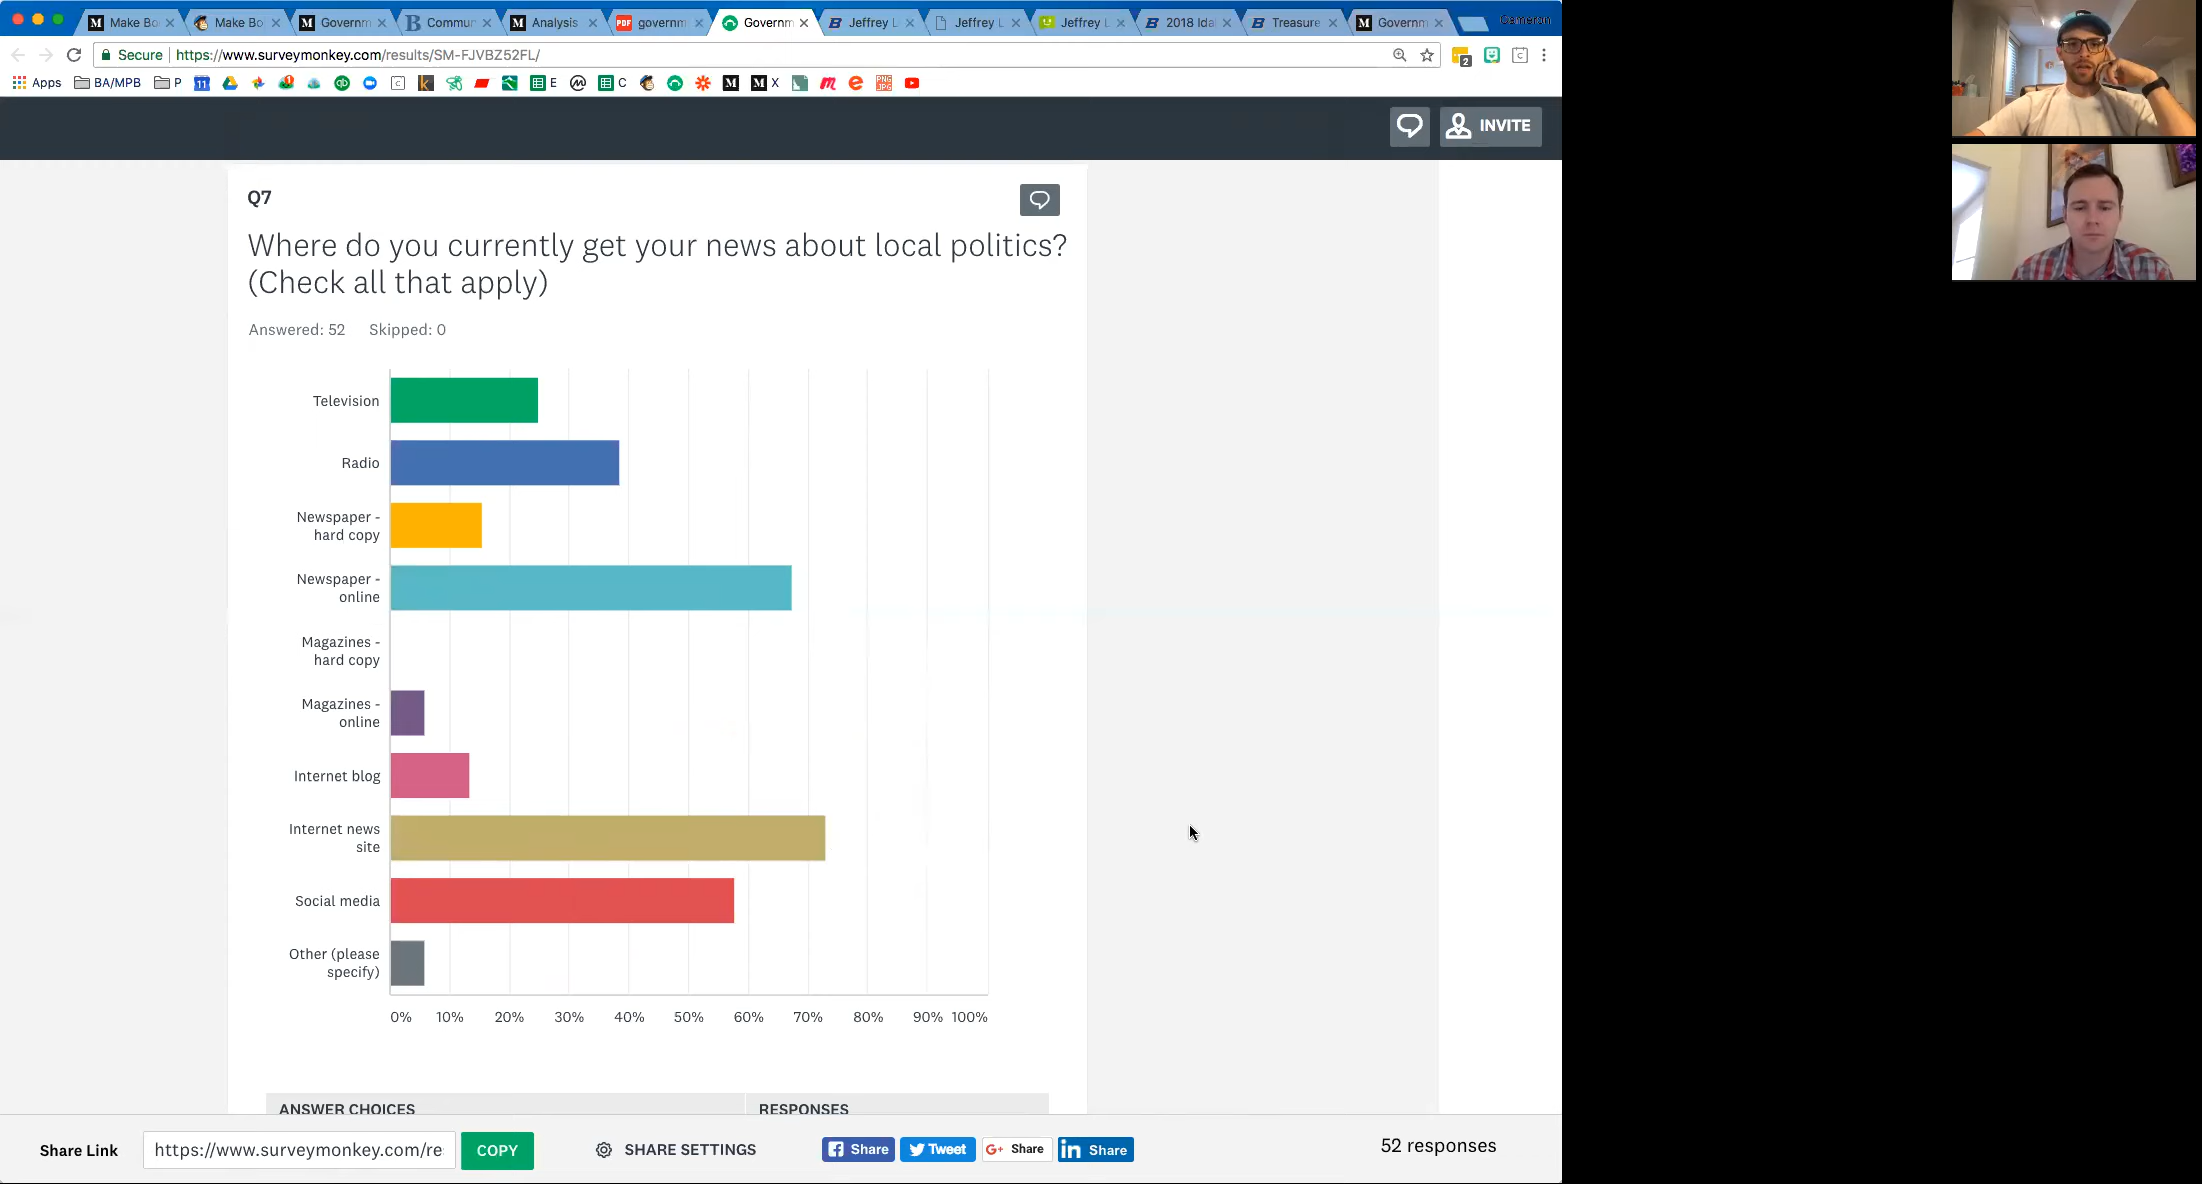 Make Bo
Make Bo
Governm
Commun
Analysis
PDF
governm
Governm
Jeffrey L
Jeffrey L
Jeffrey L
2018 Ida
Treasure
Governm
Cameron
Secure
https://www.surveymonkey.com/results/SM-FJVBZ52FL/
2
Apps
BA/MPB
P
11
E
C
X
INVITE
Q7
Where do you currently get your news about local politics?
(Check all that apply)
Answered: 52 Skipped: 0
Television
Radio
Newspaper -
hard copy
Newspaper -
online
Magazines -
hard copy
Magazines -
online
Internet blog
Internet news
site
Social media
Other (please
specify)
0% 10% 20% 30% 40% 50% 60% 70% 80% 90% 100%
ANSWER CHOICES RESPONSES
Share Link
https://www.surveymonkey.com/re
COPY
SHARE SETTINGS
Share
Tweet
G+ Share
in Share
52 responses